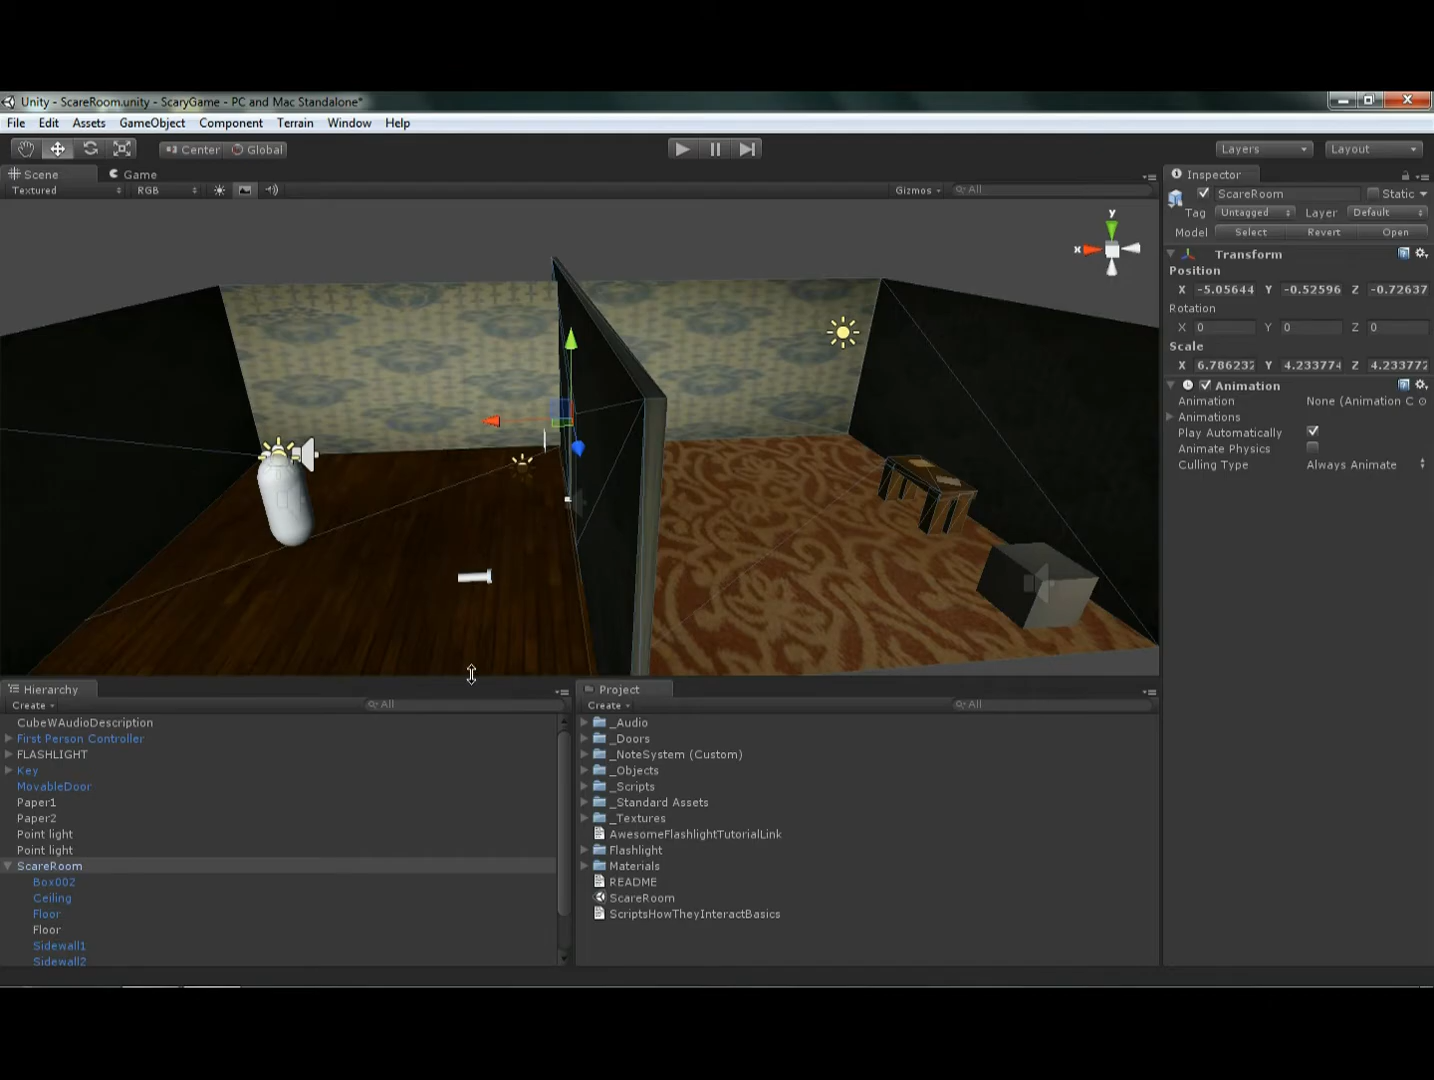 Unity - ScareRoom.unity - ScaryGame - PC and Mac Standalone*
File Edit Assets GameObject Component Terrain Window Help
Center Global Layers Layout
Scene Game
Textured RGB Gizmos All
y
x
Inspector
ScareRoom Static
Tag Untagged Layer Default
Model Select Revert Open
Transform
Position
X -5.05644 Y -0.52596 Z -0.72637
Rotation
X 0 Y 0 Z 0
Scale
X 6.786232 Y 4.233774 Z 4.233772
Animation
Animation None (Animation C
Animations
Play Automatically
Animate Physics
Culling Type Always Animate
Hierarchy
Create All
CubeWAudioDescription
First Person Controller
FLASHLIGHT
Key
MovableDoor
Paper1
Paper2
Point light
Point light
ScareRoom
Box002
Ceiling
Floor
Floor
Sidewall1
Sidewall2
Project
Create All
_Audio
_Doors
_NoteSystem (Custom)
_Objects
_Scripts
_Standard Assets
_Textures
AwesomeFlashlightTutorialLink
Flashlight
Materials
README
ScareRoom
ScriptsHowTheyInteractBasics